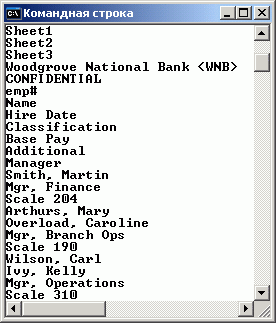 Командная строка
Sheet1
Sheet2
Sheet3
Woodgrove National Bank <WNB>
CONFIDENTIAL
emp#
Name
Hire Date
Classification
Base Pay
Additional
Manager
Smith, Martin
Mgr, Finance
Scale 204
Arthurs, Mary
Overload, Caroline
Mgr, Branch Ops
Scale 190
Wilson, Carl
Ivy, Kelly
Mgr, Operations
Scale 310